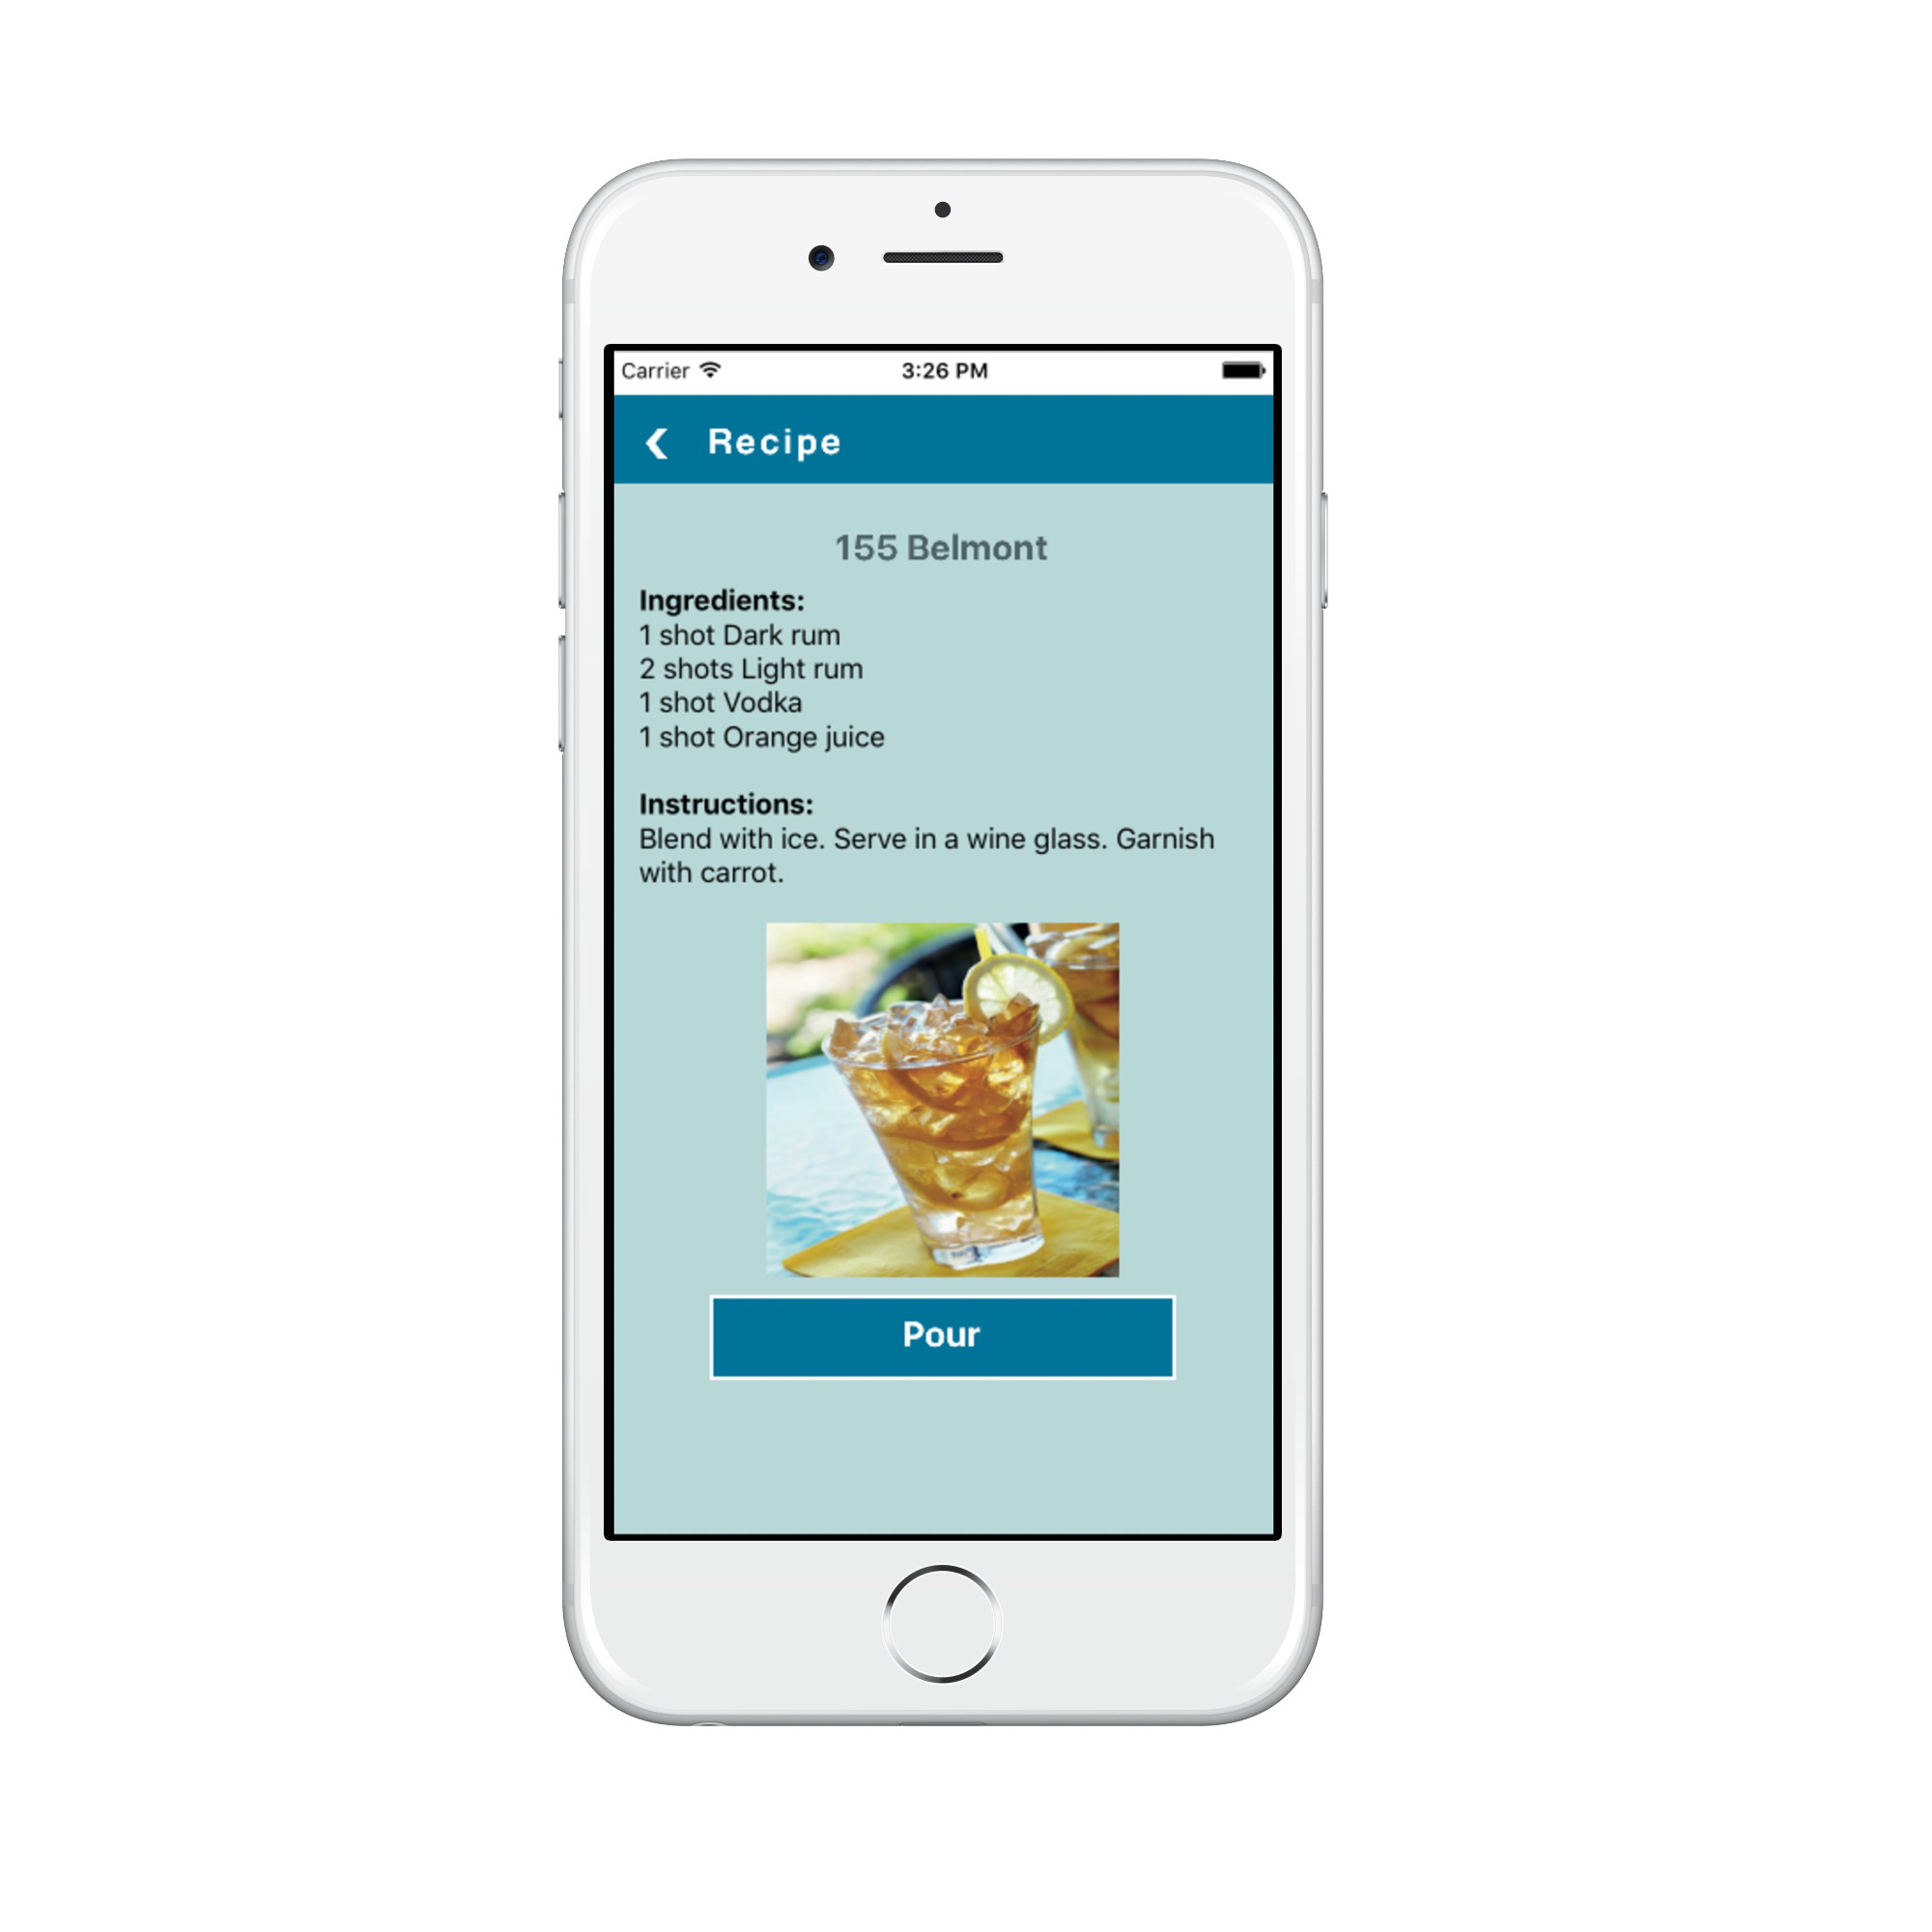 Carrier 3:26 PM
Recipe
155 Belmont
Ingredients:
1 shot Dark rum
2 shots Light rum
1 shot Vodka
1 shot Orange juice
Instructions:
Blend with ice. Serve in a wine glass. Garnish
with carrot.
Pour